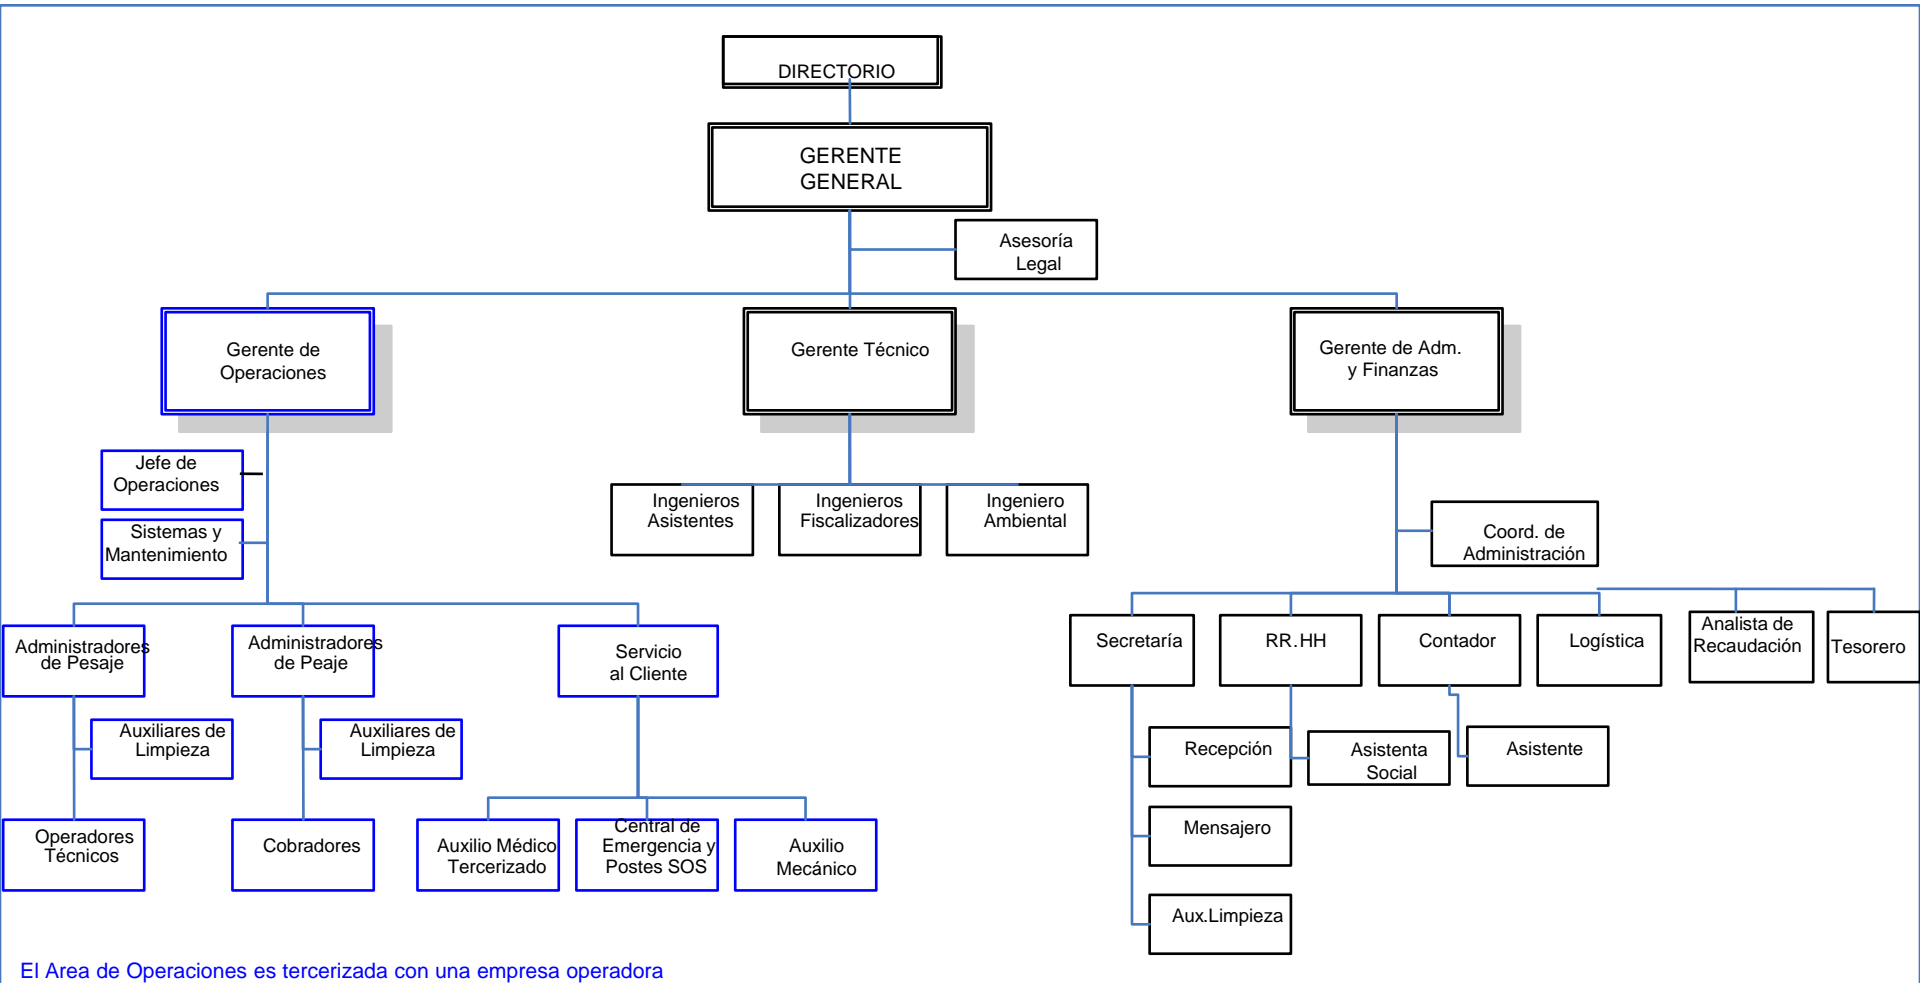 DIRECTORIO
GERENTE
GENERAL
Asesoría
Legal
Gerente de
Operaciones
Gerente Técnico
Gerente de Adm.
y Finanzas
Jefe de
Operaciones
Sistemas y
Mantenimiento
Ingenieros
Asistentes
Ingenieros
Fiscalizadores
Ingeniero
Ambiental
Coord. de
Administración
Administradores
de Pesaje
Administradores
de Peaje
Servicio
al Cliente
Secretaría
RR.HH
Contador
Logística
Analista de
Recaudación
Tesorero
Auxiliares de
Limpieza
Auxiliares de
Limpieza
Recepción
Asistenta
Social
Asistente
Operadores
Técnicos
Cobradores
Auxilio Médico
Tercerizado
Central de
Emergencia y
Postes SOS
Auxilio
Mecánico
Mensajero
Aux.Limpieza
El Area de Operaciones es tercerizada con una empresa operadora